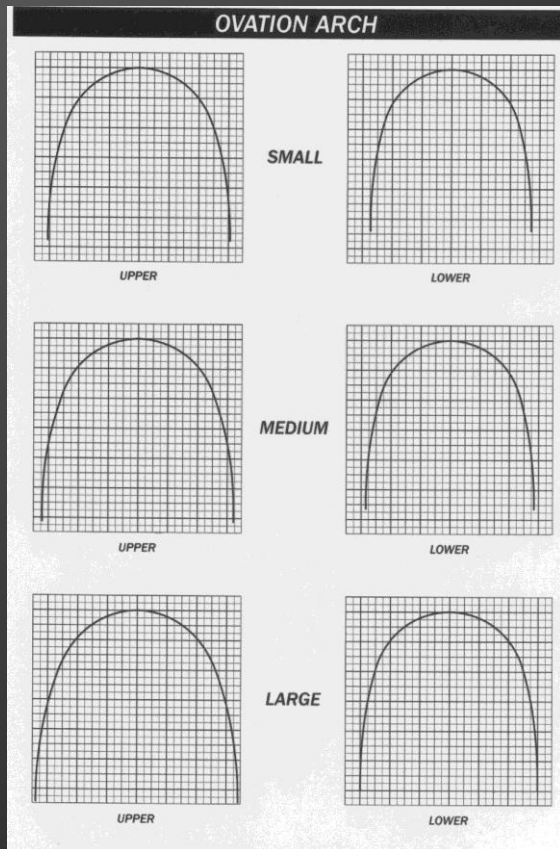 OVATION ARCH
SMALL
UPPER
LOWER
MEDIUM
UPPER
LOWER
LARGE
UPPER
LOWER